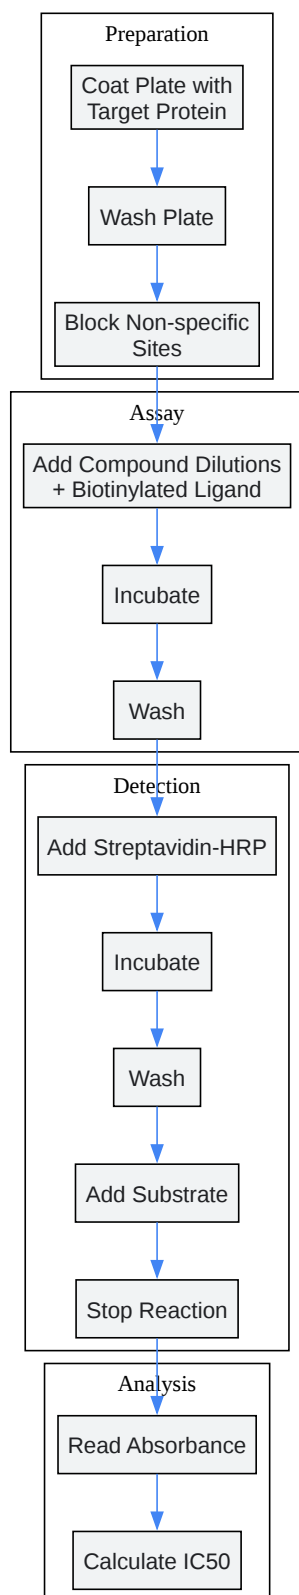 Preparation
Coat Plate with
Target Protein
Wash Plate
Block Non-specific
Sites
Assay
Add Compound Dilutions
+ Biotinylated Ligand
Incubate
Wash
Detection
Add Streptavidin-HRP
Incubate
Wash
Add Substrate
Stop Reaction
Analysis
Read Absorbance
Calculate IC50